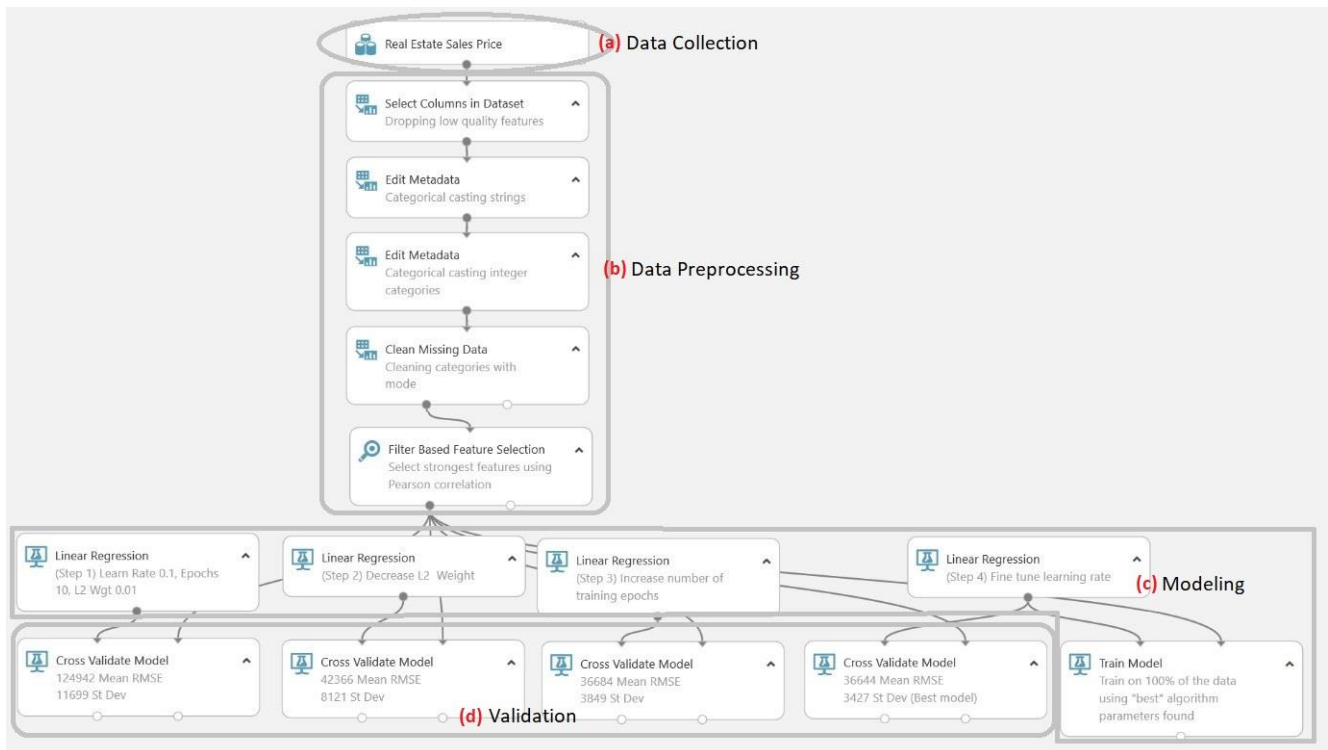 Real Estate Sales Price
(a) Data Collection
Select Columns in Dataset
Dropping low quality features
Edit Metadata
Categorical casting strings
Edit Metadata
Categorical casting integer
categories
(b) Data Preprocessing
Clean Missing Data
Cleaning categories with
mode
Filter Based Feature Selection
Select strongest features using
Pearson correlation
Linear Regression
(Step 1) Learn Rate 0.1, Epochs
10, L2 Wgt 0.01
Linear Regression
(Step 2) Decrease L2 Weight
Linear Regression
(Step 3) Increase number of
training epochs
Linear Regression
(Step 4) Fine tune learning rate
(c) Modeling
Cross Validate Model
124942 Mean RMSE
11699 St Dev
Cross Validate Model
42366 Mean RMSE
8121 St Dev
Cross Validate Model
36684 Mean RMSE
3849 St Dev
Cross Validate Model
36644 Mean RMSE
3427 St Dev (Best model)
Train Model
Train on 100% of the data
using "best" algorithm
parameters found
(d) Validation